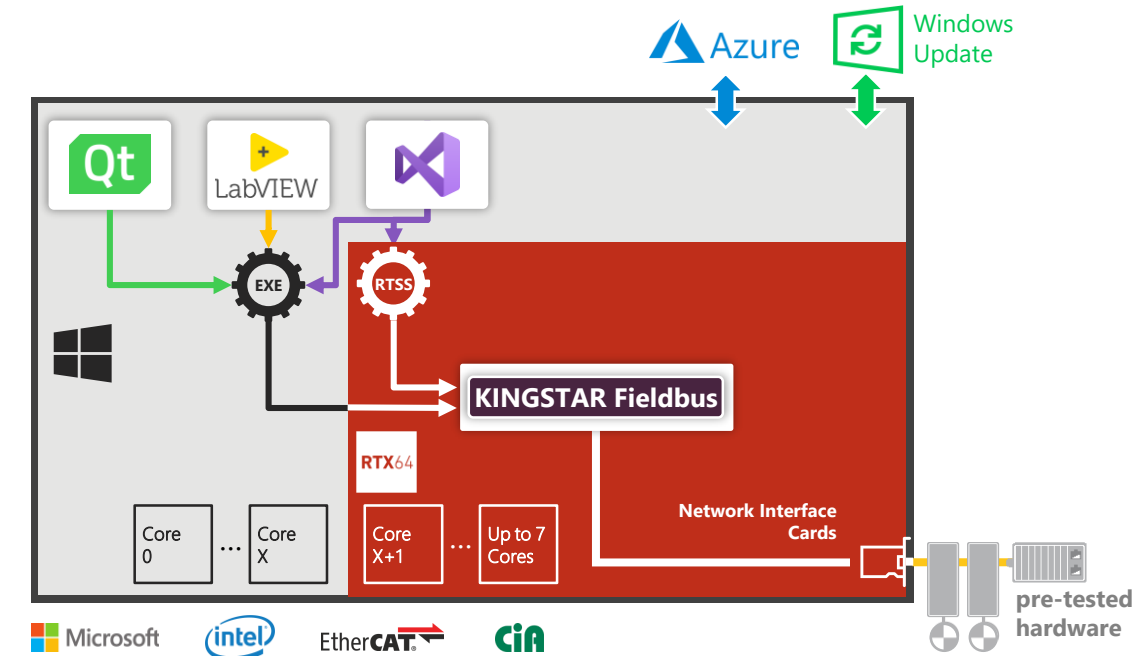 Azure
Windows
Update
Qt
LabVIEW
EXE
RTSS
KINGSTAR Fieldbus
RTX64
Core
0
...
Core
X
Core
X+1
...
Up to 7
Cores
Network Interface
Cards
pre-tested
hardware
Microsoft
intel
EtherCAT®
CiA